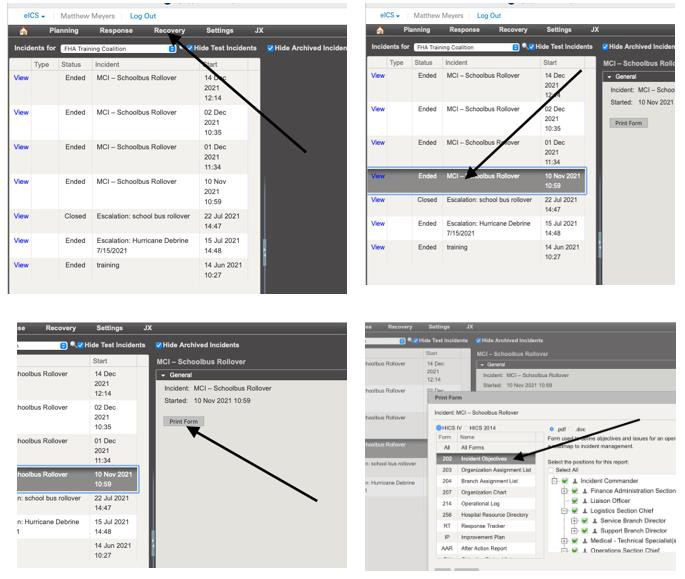 eICS Matthew Meyers Log Out
Planning Response Recovery Settings JX
Incidents for FHA Training Coalition Hide Test Incidents Hide Archived Inciden
Type Status Incident Start
View Ended MCI – Schoolbus Rollover 14 Dec
2021
12:14
View Ended MCI – Schoolbus Rollover 02 Dec
2021
10:35
View Ended MCI – Schoolbus Rollover 01 Dec
2021
11:34
View Ended MCI – Schoolbus Rollover 10 Nov
2021
10:59
View Closed Escalation: school bus rollover 22 Jul 2021
14:47
View Ended Escalation: Hurricane Debrine 15 Jul 2021
7/15/2021 14:48
View Ended training 14 Jun 2021
10:27
eICS Matthew Meyers Log Out
Planning Response Recovery Settings JX
Incidents for FHA Training Coalition Hide Test Incidents Hide Archived Inciden
Type Status Incident Start
MCI – Schoolbus Rollo
View Ended MCI – Schoolbus Rollover 14 Dec
2021
12:14
General
Incident: MCI – Schoo
Started: 10 Nov 2021
Print Form
View Ended MCI – Schoolbus Rollover 02 Dec
2021
10:35
View Ended MCI – Schoolbus Rollover 01 Dec
2021
11:34
View Ended MCI – Schoolbus Rollover 10 Nov 2021
10:59
View Closed Escalation: school bus rollover 22 Jul 2021
14:47
View Ended Escalation: Hurricane Debrine 15 Jul 2021
7/15/2021 14:48
View Ended training 14 Jun 2021
10:27
se Recovery Settings JX
Hide Test Incidents Hide Archived Incidents
Start
MCI – Schoolbus Rollover
General
Incident: MCI – Schoolbus Rollover
Started: 10 Nov 2021 10:59
Print Form
hoolbus Rollover 14 Dec
2021
12:14
hoolbus Rollover 02 Dec
2021
10:35
hoolbus Rollover 01 Dec
2021
11:34
hoolbus Rollover 10 Nov 2021
10:59
n: school bus rollover 22 Jul 2021
14:47
n: Hurricane Debrine 15 Jul 2021
1 14:48
14 Jun 2021
10:27
se Recovery Settings JX
Hide Test Incidents Hide Archived Incidents
Start
MCI – Schoolbus Rollover
General
Incident: MCI – Schoolbus Rollover
Started: 10 Nov 2021 10:59
hoolbus Rollover 14 Dec
2021
12:14
hoolbus Rollover 02 Dec
hoolbus Rollover
hoolbus Rollover
n: school bus rollover
n: Hurricane Debrine
1
Print Form
Incident: MCI – Schoolbus Rollover
HICS IV HICS 2014
Form Name
All All Forms
202 Incident Objectives
203 Organization Assignment List
204 Branch Assignment List
207 Organization Chart
214 Operational Log
258 Hospital Resource Directory
RT Response Tracker
IP Improvement Plan
AAR After Action Report
.pdf .doc
Form used to define objectives and issues for an oper
roadmap to incident management.
Select the positions for this report:
Select All
Incident Commander
Finance Administration Section
Liaison Officer
Logistics Section Chief
Service Branch Director
Support Branch Director
Medical - Technical Specialist(s
Operations Section Chief